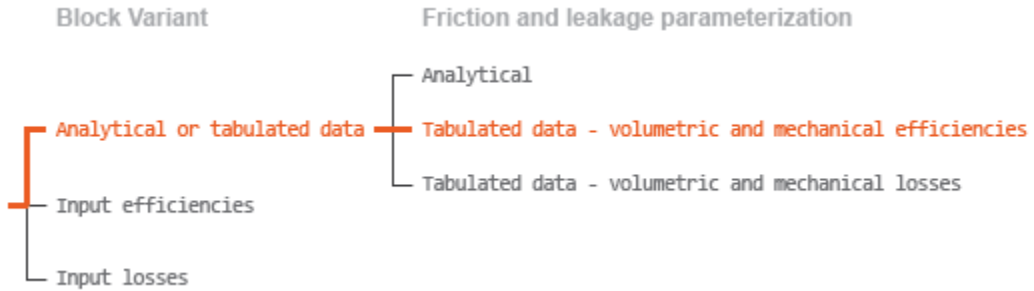 Block Variant
Friction and leakage parameterization
Analytical
Analytical or tabulated data
Tabulated data - volumetric and mechanical efficiencies
Tabulated data - volumetric and mechanical losses
Input efficiencies
Input losses